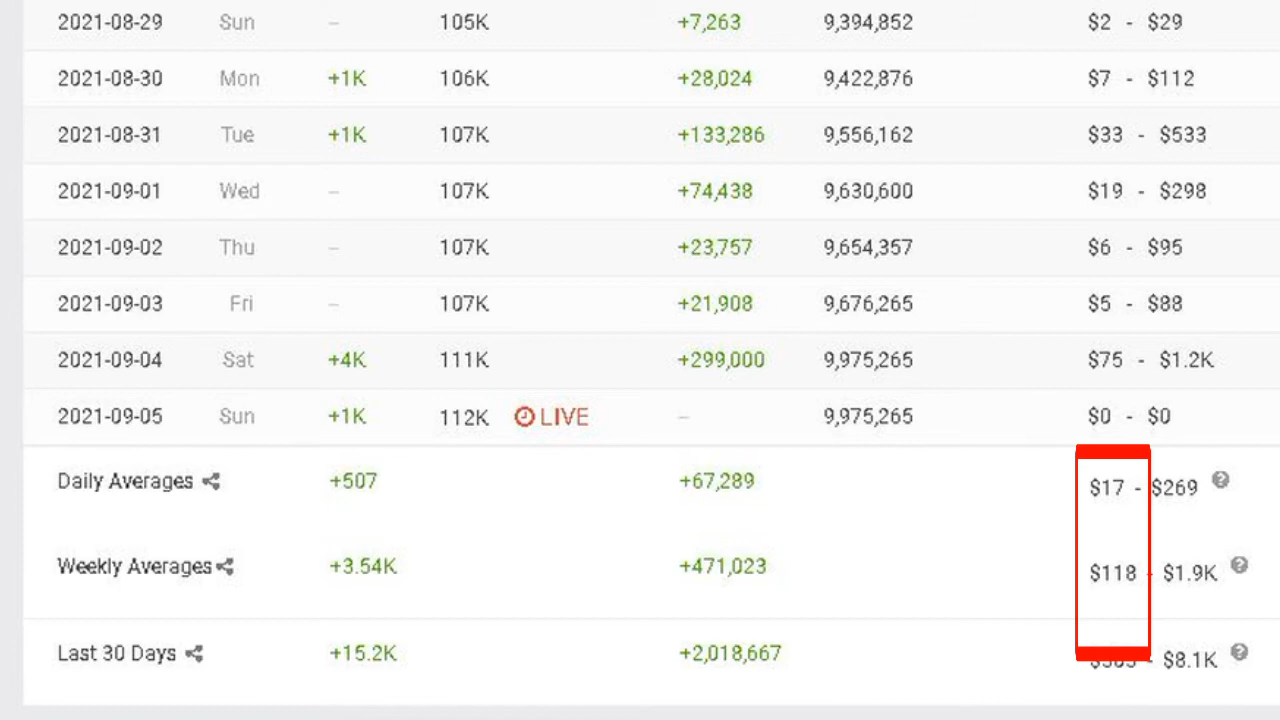 2021-08-29 Sun – 105K +7,263 9,394,852 $2 - $29
2021-08-30 Mon +1K 106K +28,024 9,422,876 $7 - $112
2021-08-31 Tue +1K 107K +133,286 9,556,162 $33 - $533
2021-09-01 Wed – 107K +74,438 9,630,600 $19 - $298
2021-09-02 Thu – 107K +23,757 9,654,357 $6 - $95
2021-09-03 Fri – 107K +21,908 9,676,265 $5 - $88
2021-09-04 Sat +4K 111K +299,000 9,975,265 $75 - $1.2K
2021-09-05 Sun +1K 112K LIVE – 9,975,265 $0 - $0
Daily Averages +507 +67,289 $17 - $269
Weekly Averages +3.54K +471,023 $118 - $1.9K
Last 30 Days +15.2K +2,018,667 - $8.1K